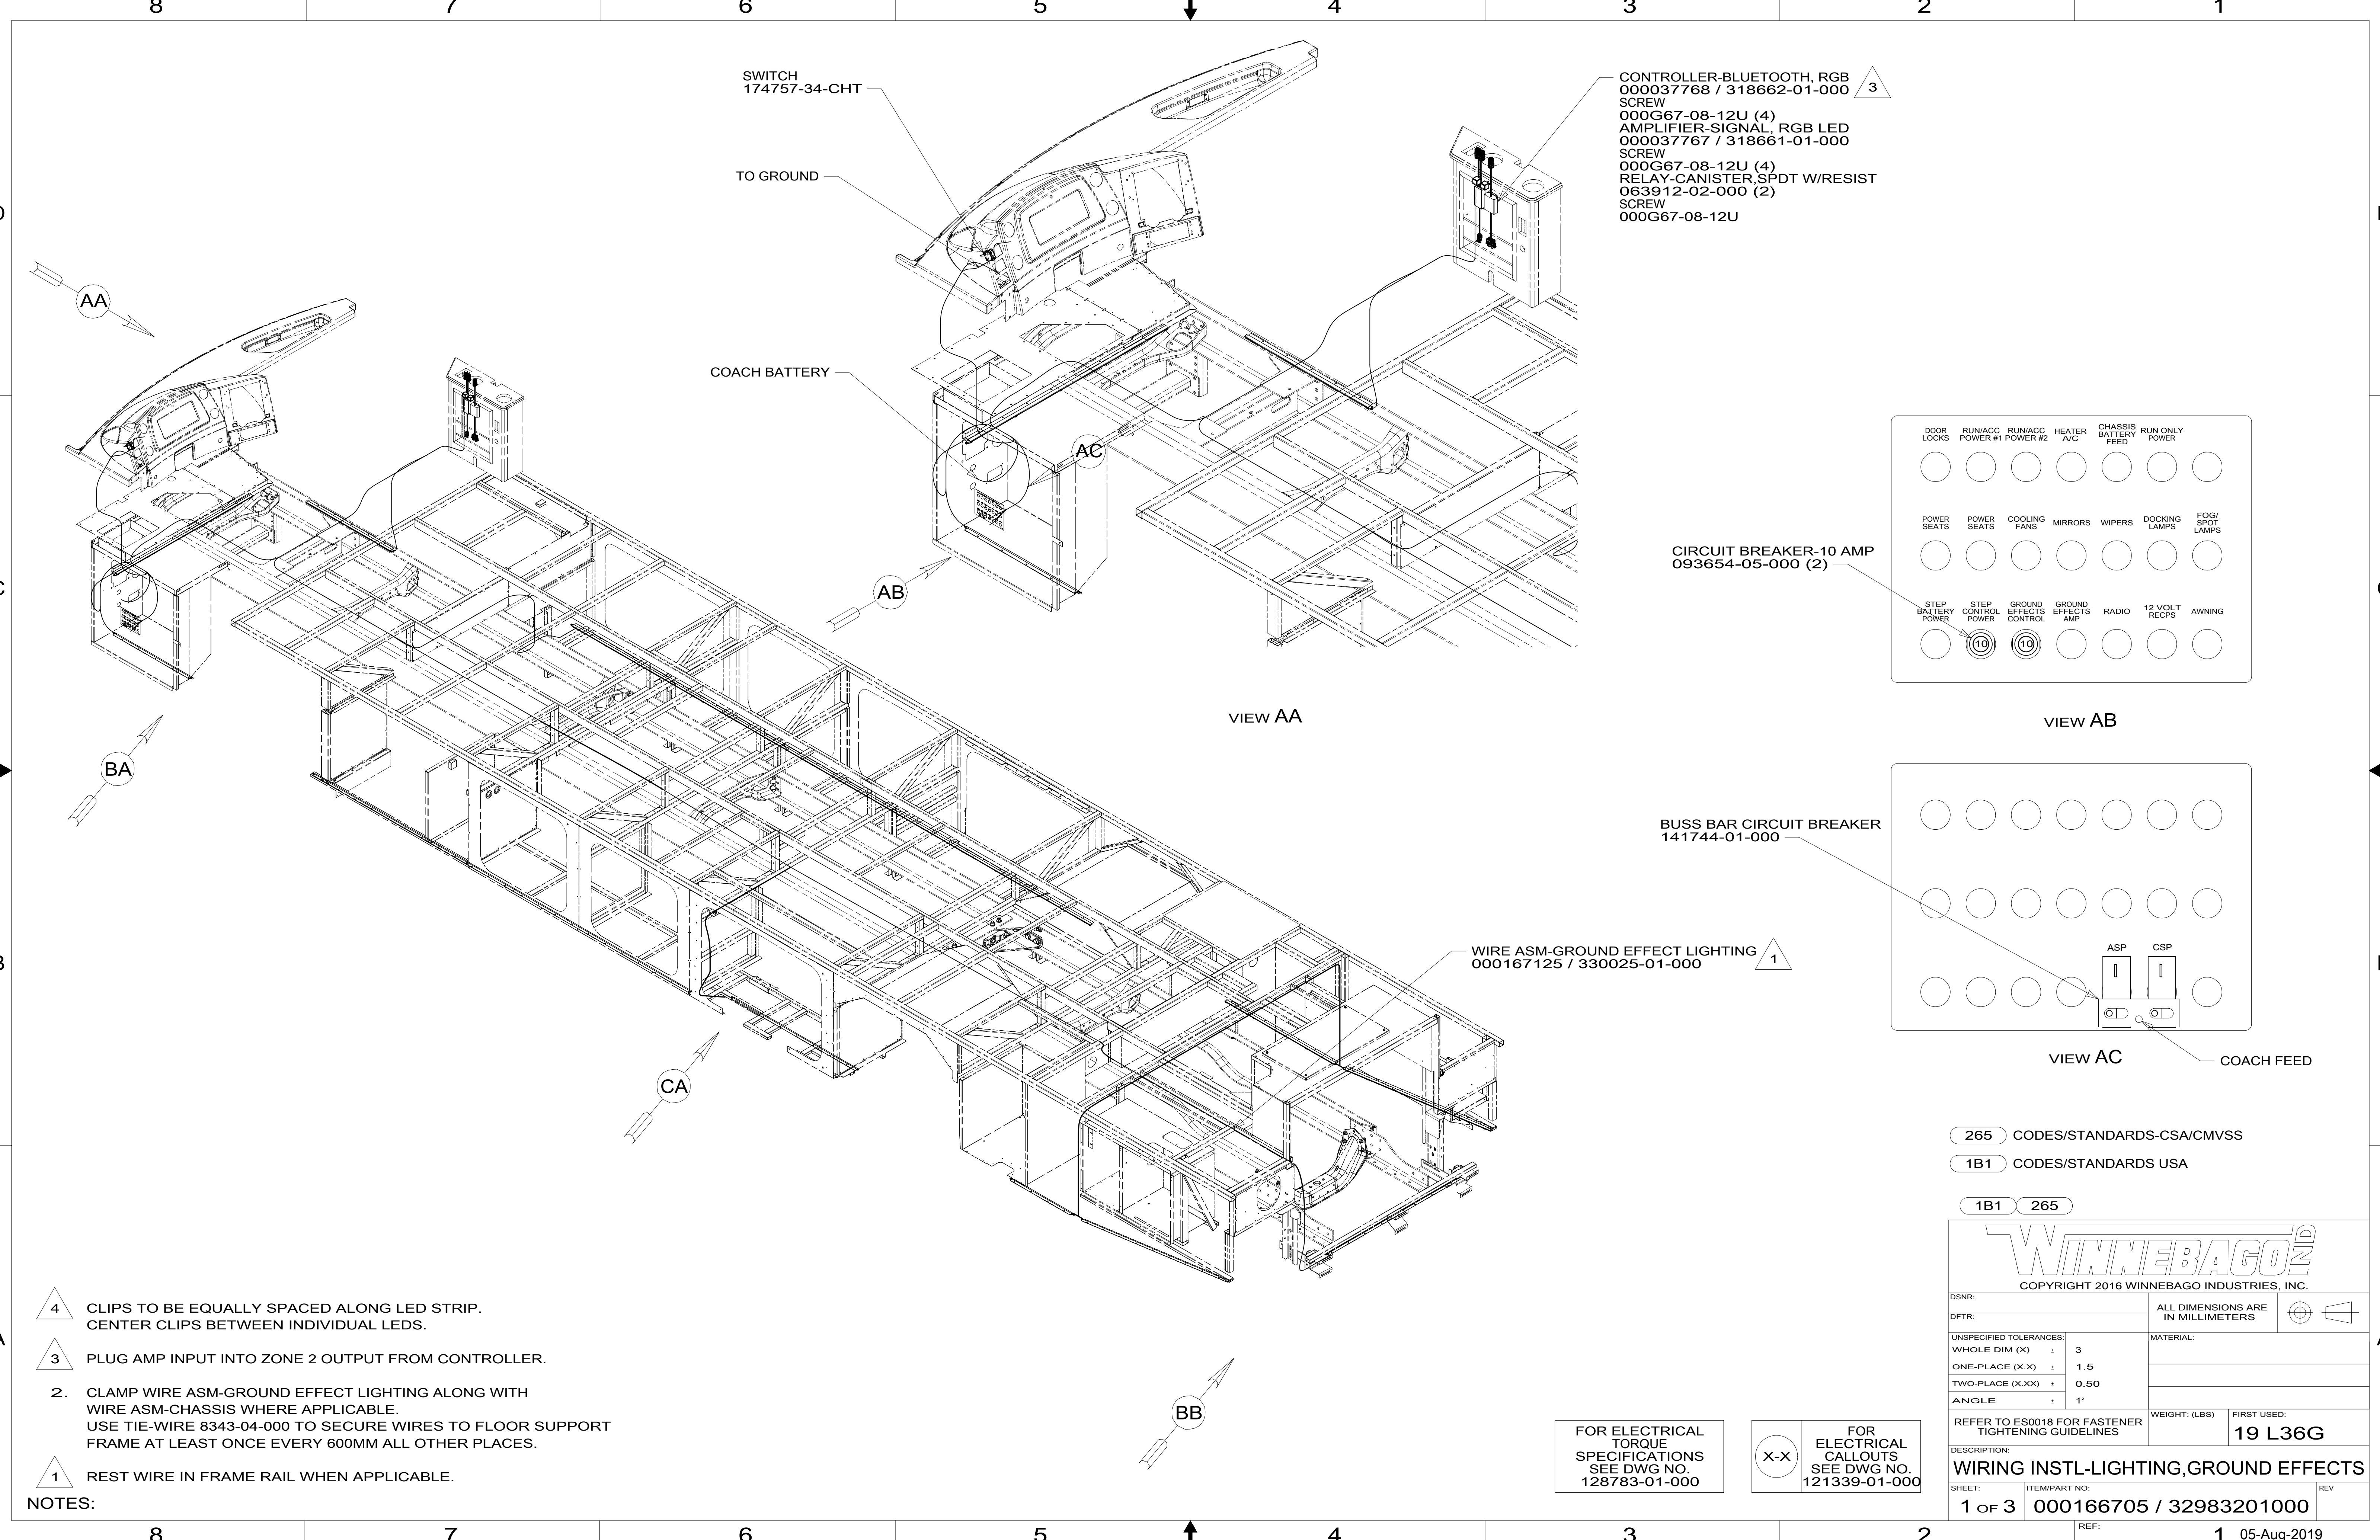 8 7 6 5 4 3 2 1
SWITCH
174757-34-CHT
TO GROUND
COACH BATTERY
CONTROLLER-BLUETOOTH, RGB
000037768 / 318662-01-000
3
SCREW
000G67-08-12U (4)
AMPLIFIER-SIGNAL, RGB LED
000037767 / 318661-01-000
SCREW
000G67-08-12U (4)
RELAY-CANISTER,SPDT W/RESIST
063912-02-000 (2)
SCREW
000G67-08-12U
AA
AC
AB
BA
CA
BB
VIEW AA
DOOR LOCKS
RUN/ACC POWER #1
RUN/ACC POWER #2
HEATER A/C
CHASSIS BATTERY FEED
RUN ONLY POWER
POWER SEATS
POWER SEATS
COOLING FANS
MIRRORS
WIPERS
DOCKING LAMPS
FOG/ SPOT LAMPS
CIRCUIT BREAKER-10 AMP
093654-05-000 (2)
STEP BATTERY POWER
STEP CONTROL POWER
GROUND EFFECTS CONTROL
GROUND EFFECTS AMP
RADIO
12 VOLT RECPS
AWNING
10
10
VIEW AB
BUSS BAR CIRCUIT BREAKER
141744-01-000
ASP
CSP
VIEW AC
COACH FEED
WIRE ASM-GROUND EFFECT LIGHTING
000167125 / 330025-01-000
1
265 CODES/STANDARDS-CSA/CMVSS
1B1 CODES/STANDARDS USA
1B1 265
WINNEBAGO IND
COPYRIGHT 2016 WINNEBAGO INDUSTRIES, INC.
DSNR:
DFTR:
ALL DIMENSIONS ARE
IN MILLIMETERS
UNSPECIFIED TOLERANCES:
WHOLE DIM (X) ± 3
ONE-PLACE (X.X) ± 1.5
TWO-PLACE (X.XX) ± 0.50
ANGLE ± 1°
MATERIAL:
REFER TO ES0018 FOR FASTENER
TIGHTENING GUIDELINES
WEIGHT: (LBS)
FIRST USED:
19 L36G
DESCRIPTION:
WIRING INSTL-LIGHTING,GROUND EFFECTS
SHEET:
1 OF 3
ITEM/PART NO:
000166705 / 32983201000
REV
REF:
05-Aug-2019
4 CLIPS TO BE EQUALLY SPACED ALONG LED STRIP.
CENTER CLIPS BETWEEN INDIVIDUAL LEDS.
3 PLUG AMP INPUT INTO ZONE 2 OUTPUT FROM CONTROLLER.
2. CLAMP WIRE ASM-GROUND EFFECT LIGHTING ALONG WITH
WIRE ASM-CHASSIS WHERE APPLICABLE.
USE TIE-WIRE 8343-04-000 TO SECURE WIRES TO FLOOR SUPPORT
FRAME AT LEAST ONCE EVERY 600MM ALL OTHER PLACES.
1 REST WIRE IN FRAME RAIL WHEN APPLICABLE.
NOTES:
FOR ELECTRICAL
TORQUE
SPECIFICATIONS
SEE DWG NO.
128783-01-000
X-X
FOR
ELECTRICAL
CALLOUTS
SEE DWG NO.
121339-01-000
8 7 6 5 4 3 2 1